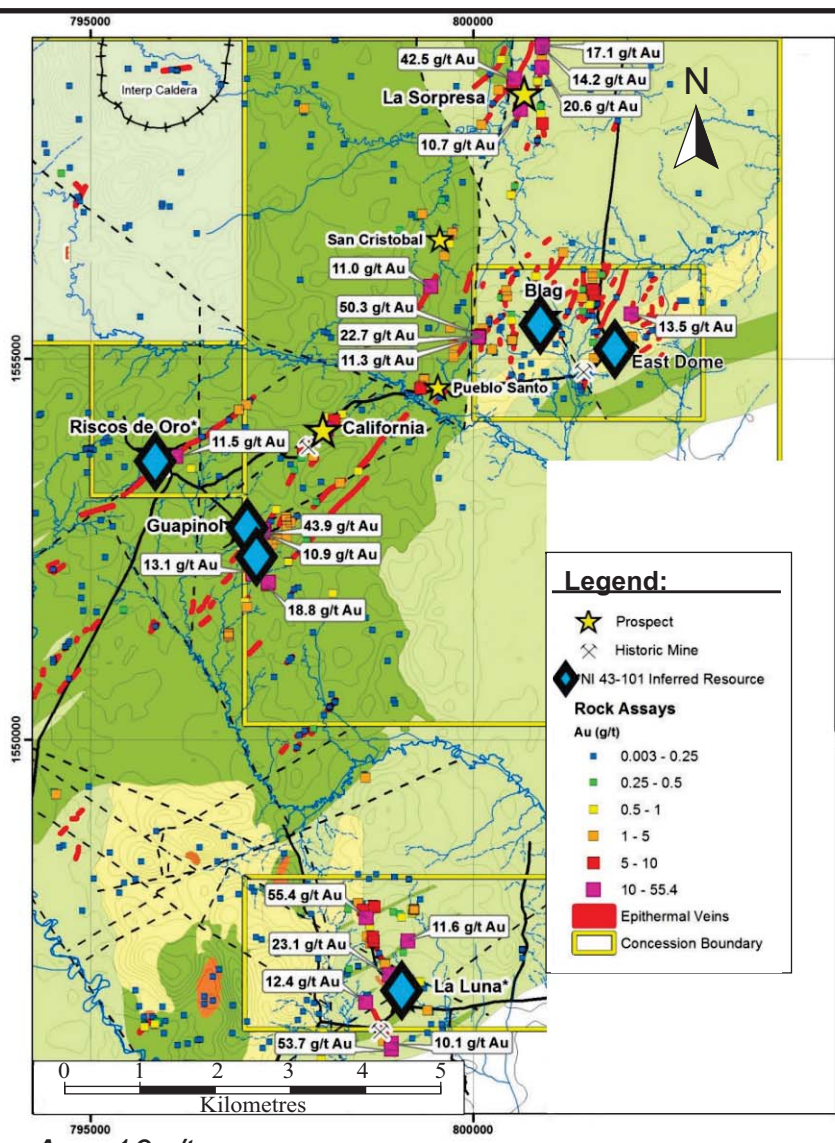 795000
800000
Interp Caldera
42.5 g/t Au
17.1 g/t Au
14.2 g/t Au
20.6 g/t Au
La Sorpresa
10.7 g/t Au
N
San Cristobal
11.0 g/t Au
Blag
50.3 g/t Au
22.7 g/t Au
11.3 g/t Au
13.5 g/t Au
East Dome
1555000
Pueblo Santo
Riscos de Oro*
11.5 g/t Au
California
Guapinol
43.9 g/t Au
10.9 g/t Au
13.1 g/t Au
18.8 g/t Au
1550000
Legend:
Prospect
Historic Mine
NI 43-101 Inferred Resource
Rock Assays
Au (g/t)
0.003 - 0.25
0.25 - 0.5
0.5 - 1
1 - 5
5 - 10
10 - 55.4
Epithermal Veins
Concession Boundary
55.4 g/t Au
11.6 g/t Au
23.1 g/t Au
12.4 g/t Au
La Luna*
53.7 g/t Au
10.1 g/t Au
0 1 2 3 4 5
Kilometres
795000
800000